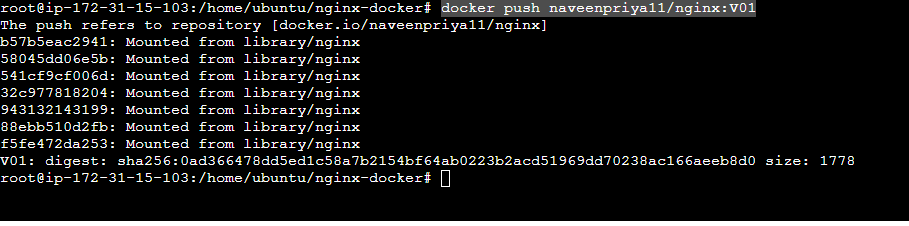 root@ip-172-31-15-103:/home/ubuntu/nginx-docker# docker push naveenpriya11/nginx:V01
The push refers to repository [docker.io/naveenpriya11/nginx]
b57b5eac2941: Mounted from library/nginx
58045dd06e5b: Mounted from library/nginx
541cf9cf006d: Mounted from library/nginx
32c977818204: Mounted from library/nginx
943132143199: Mounted from library/nginx
88ebb510d2fb: Mounted from library/nginx
f5fe472da253: Mounted from library/nginx
V01: digest: sha256:0ad366478dd5ed1c58a7b2154bf64ab0223b2acd51969dd70238ac166aeeb8d0 size: 1778
root@ip-172-31-15-103:/home/ubuntu/nginx-docker#